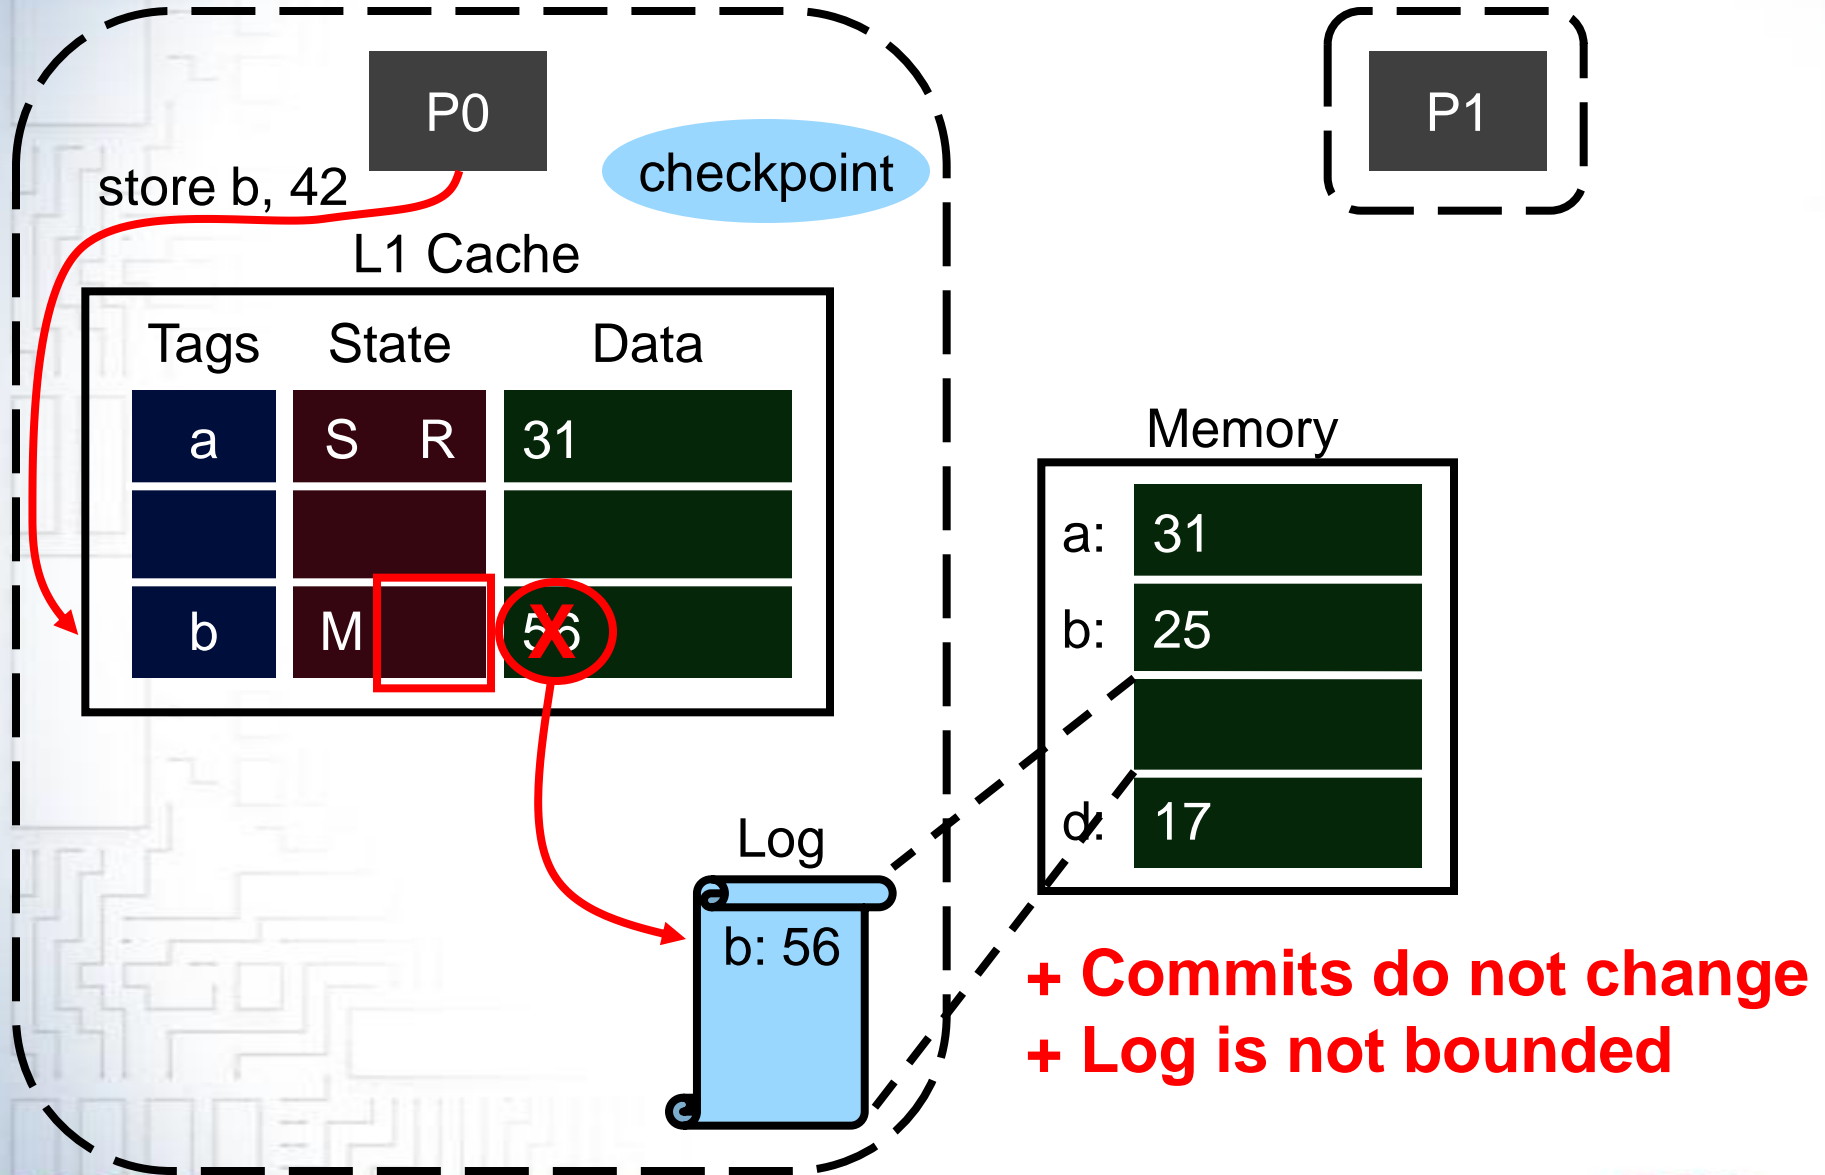 P0
P1
checkpoint
store b, 42
L1 Cache
Tags State Data
a S R 31
b M 56
X
Memory
a: 31
b: 25
d: 17
Log
b: 56
+ Commits do not change
+ Log is not bounded